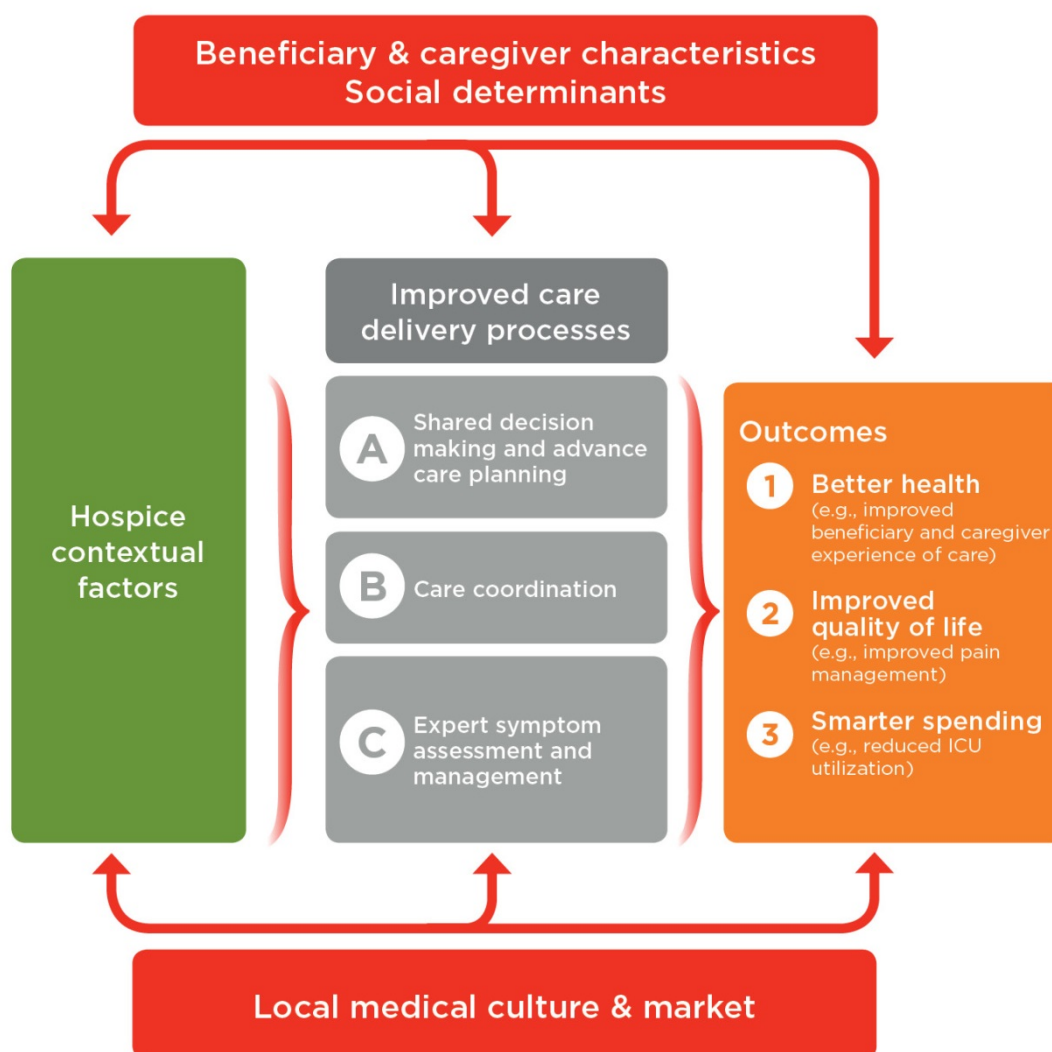 Beneficiary & caregiver characteristics
Social determinants
Hospice
contextual
factors
Improved care
delivery processes
A
Shared decision
making and advance
care planning
B
Care coordination
C
Expert symptom
assessment and
management
Outcomes
1
Better health
(e.g., improved
beneficiary and caregiver
experience of care)
2
Improved
quality of life
(e.g., improved pain
management)
3
Smarter spending
(e.g., reduced ICU
utilization)
Local medical culture & market